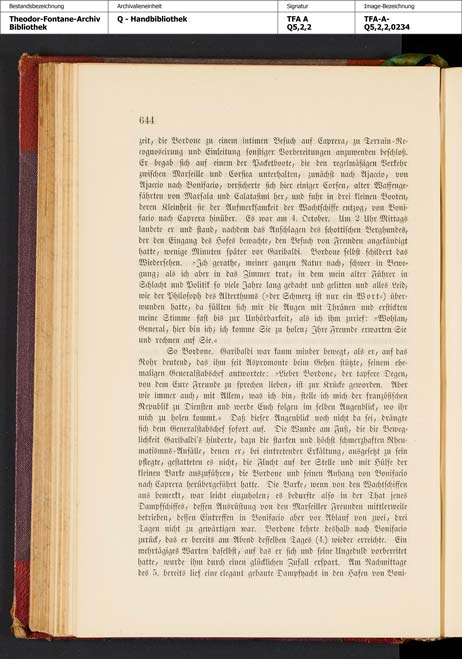 Bestandsbezeichnung
Theodor-Fontane-Archiv
Bibliothek
Archivalieneinheit
Q - Handbibliothek
Signatur
TFA A
Q5,2,2
Image-Bezeichnung
TFA-A-
Q5,2,2,0234
644
zeit, die Bordone zu einem intimen Besuch auf Caprera, zu Terrain-Re-
cognoscirung und Einleitung sonstiger Vorbereitungen anzuwenden beschloß.
Er begab sich auf einem der Packetboote, die den regelmäßigen Verkehr
zwischen Marseille und Corsica unterhalten, zunächst nach Ajaccio, von
Ajaccio nach Bonifacio, versicherte sich hier einiger Corsen, alter Waffenge-
fährten von Marsala und Calatafimi her, und fuhr in drei kleinen Booten,
deren Kleinheit sie der Aufmerksamkeit der Wachtschiffe entzog, von Boni-
facio nach Caprera hinüber. Es war am 4. October. Um 2 Uhr Mittags
landete er und stand, nachdem das Anschlagen des schottischen Berghundes,
der den Eingang des Hofes bewachte, den Besuch von Fremden angekündigt
hatte, wenige Minuten später vor Garibaldi. Bordone selbst schildert das
Wiedersehen. »Ich gerathe, meiner ganzen Natur nach, schwer in Bewe-
gung; als ich aber in das Zimmer trat, in dem mein alter Führer in
Schlacht und Politik so viele Jahre lang gedacht und gelitten und alles Leid,
wie der Philosoph des Alterthums (»der Schmerz ist nur ein Wort«) über-
wunden hatte, da füllten sich mir die Augen mit Thränen und erstickten
meine Stimme fast bis zur Unhörbarkeit, als ich ihm zurief: »Wohlan,
General, hier bin ich; ich komme Sie zu holen; Ihre Freunde erwarten Sie
und rechnen auf Sie.«
So Bordone. Garibaldi war kaum minder bewegt, als er, auf das
Rohr deutend, das ihm seit Aspromonte beim Gehen stützte, seinem ehe-
maligen Generalstabschef antwortete: »Lieber Bordone, der tapfere Degen,
von dem Eure Freunde zu sprechen lieben, ist zur Krücke geworden. Aber
wie immer auch, mit Allem, was ich bin, stelle ich mich der französischen
Republik zu Diensten und werde Euch folgen im selben Augenblick, wo ihr
mich zu holen kommt.« Daß dieser Augenblick noch nicht da sei, drängte
sich dem Generalstabschef sofort auf. Die Wunde am Fuß, die die Beweg-
lichkeit Garibaldi's hinderte, dazu die starken und höchst schmerzhaften Rheu-
matismus-Anfälle, denen er, bei eintretender Erkältung, ausgesetzt zu sein
pflegte, gestatteten es nicht, die Flucht auf der Stelle und mit Hülfe der
kleinen Barke auszuführen, die Bordone und seinen Anhang von Bonifacio
nach Caprera herübergeführt hatte. Die Barke, wenn von den Wachtschiffen
aus bemerkt, war leicht einzuholen; es bedurfte also in der That jenes
Dampfschiffes, dessen Ausrüstung von den Marseiller Freunden mittlerweile
betrieben, dessen Eintreffen in Bonifacio aber vor Ablauf von zwei, drei
Tagen nicht zu gewärtigen war. Bordone kehrte deshalb nach Bonifacio
zurück, das er bereits am Abend desselben Tages (4.) wieder erreichte. Ein
mehrtägiges Warten daselbst, auf das er sich und seine Ungeduld vorbereitet
hatte, wurde ihm durch einen glücklichen Zufall erspart. Am Nachmittage
des 5. bereits lief eine elegant gebaute Dampfyacht in den Hafen von Boni-